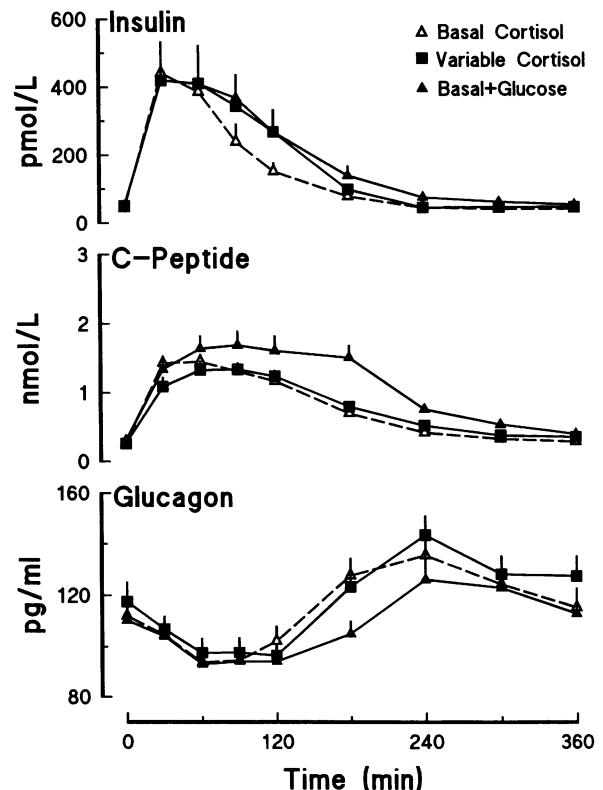 Insulin
Basal Cortisol
Variable Cortisol
Basal+Glucose
600
400
200
0
pmol/L
C-Peptide
3
2
1
0
nmol/L
Glucagon
160
120
80
pg/ml
0 120 240 360
Time (min)